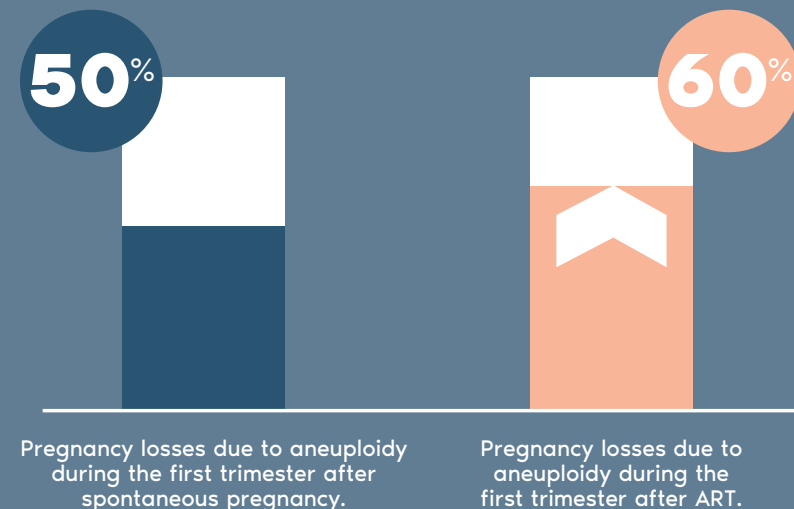 50%
60%
Pregnancy losses due to aneuploidy
during the first trimester after
spontaneous pregnancy.
Pregnancy losses due to
aneuploidy during the
first trimester after ART.